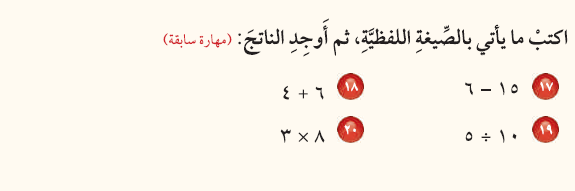 اكتبْ ما يأتي بالصِّيغةِ اللفظيَّةِ، ثم أَوجِدِ الناتجَ: (مهارة سابقة)
١٧ ١٥ – ٦ ١٨ ٦ + ٤
١٩ ١٠ ÷ ٥ ٢٠ ٨ × ٣